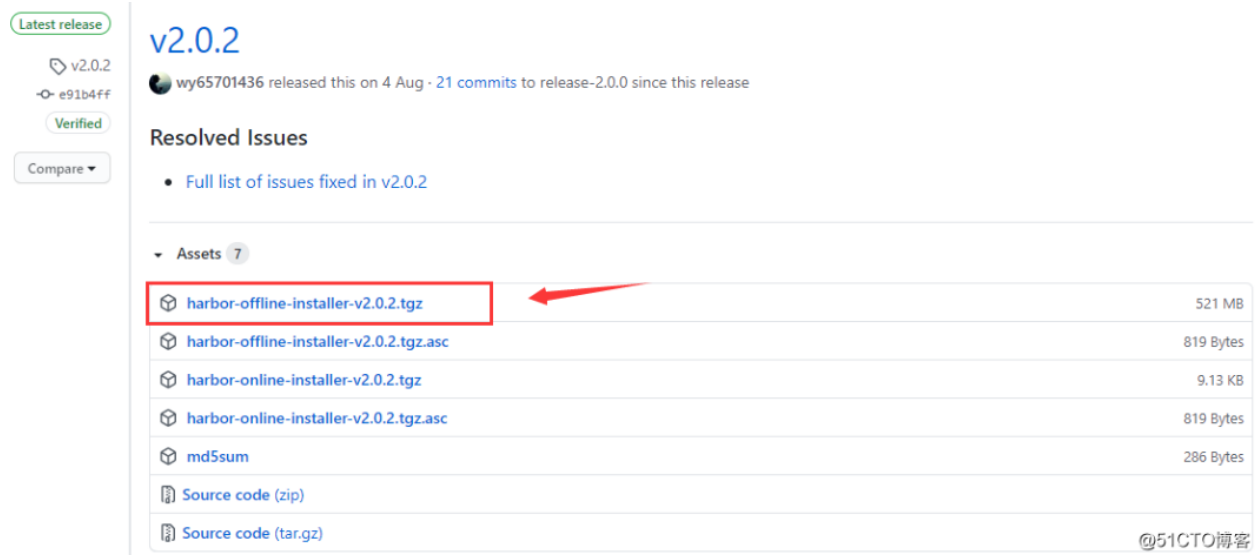 Latest release
v2.0.2
e91b4ff
Verified
Compare
v2.0.2
wy65701436 released this on 4 Aug · 21 commits to release-2.0.0 since this release
Resolved Issues
Full list of issues fixed in v2.0.2
Assets 7
harbor-offline-installer-v2.0.2.tgz 521 MB
harbor-offline-installer-v2.0.2.tgz.asc 819 Bytes
harbor-online-installer-v2.0.2.tgz 9.13 KB
harbor-online-installer-v2.0.2.tgz.asc 819 Bytes
md5sum 286 Bytes
Source code (zip)
Source code (tar.gz)
@51CTO博客